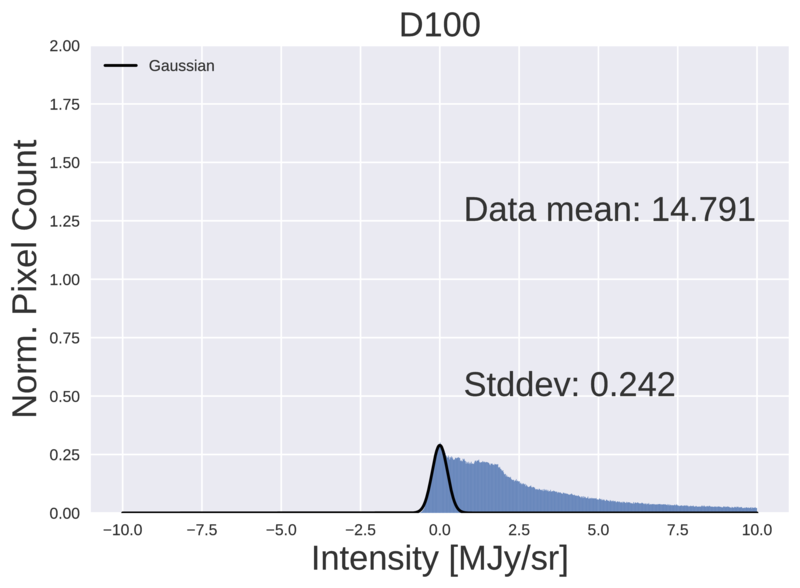 D100
2.00
Gaussian
1.75
1.50
Data mean: 14.791
1.25
1.00
0.75
Stddev: 0.242
0.50
0.25
0.00
−10.0 −7.5 −5.0 −2.5 0.0 2.5 5.0 7.5 10.0
Intensity [MJy/sr]
Norm. Pixel Count